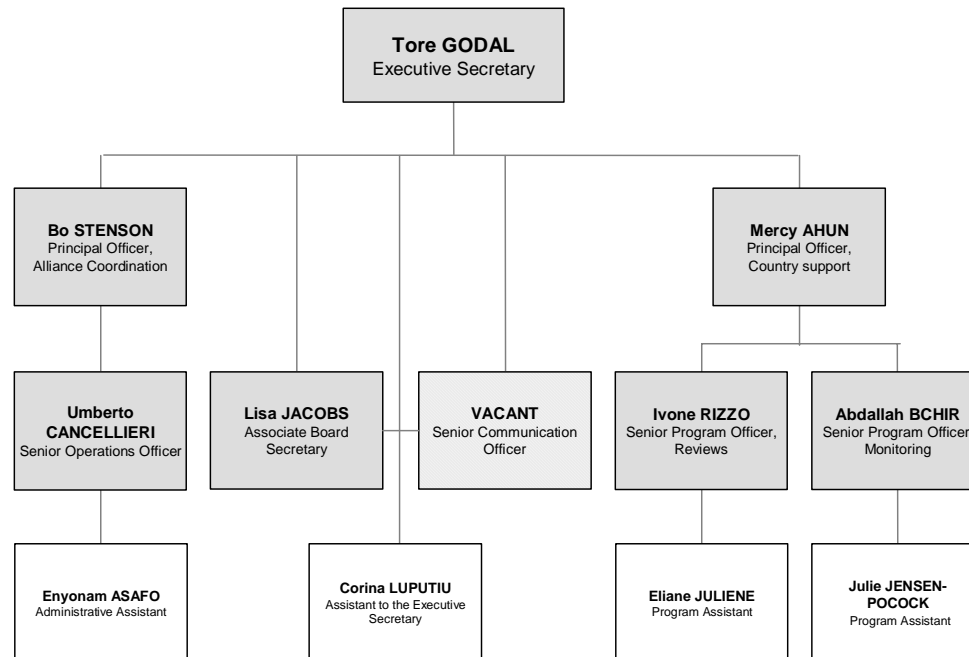 Tore GODAL
Executive Secretary
Bo STENSON
Principal Officer,
Alliance Coordination
Mercy AHUN
Principal Officer,
Country support
Umberto
CANCELLIERI
Senior Operations Officer
Lisa JACOBS
Associate Board
Secretary
VACANT
Senior Communication
Officer
Ivone RIZZO
Senior Program Officer,
Reviews
Abdallah BCHIR
Senior Program Officer
Monitoring
Enyonam ASAFO
Administrative Assistant
Corina LUPUTIU
Assistant to the Executive
Secretary
Eliane JULIENE
Program Assistant
Julie JENSEN-
POCOCK
Program Assistant